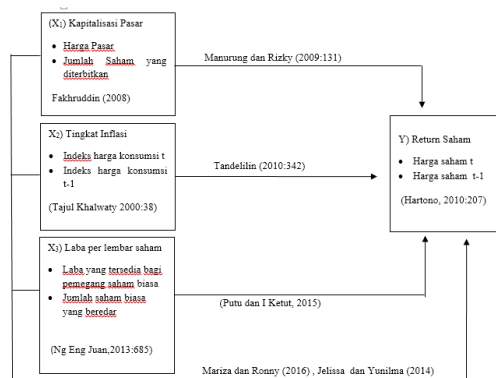 (X1) Kapitalisasi Pasar
• Harga Pasar
• Jumlah Saham yang
diterbitkan
Fakhruddin (2008)
Manurung dan Rizky (2009:131)
X2) Tingkat Inflasi
• Indeks harga konsumsi t
• Indeks harga konsumsi
t-1
(Tajul Khalwaty 2000:38)
Tandelilin (2010:342)
Y) Return Saham
• Harga saham t
• Harga saham t-1
(Hartono, 2010:207)
X3) Laba per lembar saham
• Laba yang tersedia bagi
pemegang saham biasa
• Jumlah saham biasa
yang beredar
(Ng Eng Juan,2013:685)
(Putu dan I Ketut, 2015)
Mariza dan Ronny (2016) , Jelissa dan Yunilma (2014)